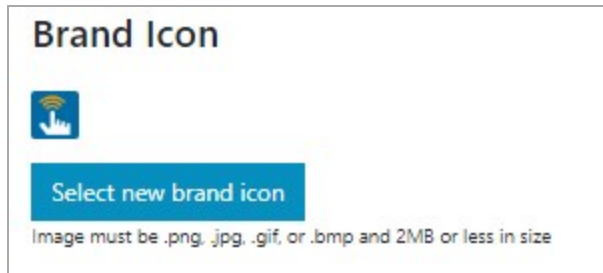 Brand Icon
Select new brand icon
Image must be .png, .jpg, .gif, or .bmp and 2MB or less in size